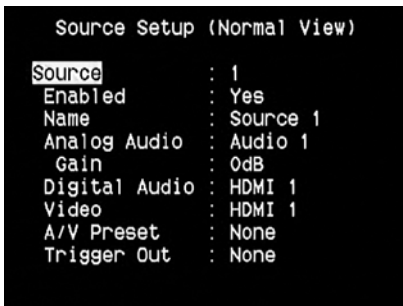 Source Setup (Normal View)
Source : 1
Enabled : Yes
Name : Source 1
Analog Audio : Audio 1
Gain : 0dB
Digital Audio : HDMI 1
Video : HDMI 1
A/V Preset : None
Trigger Out : None